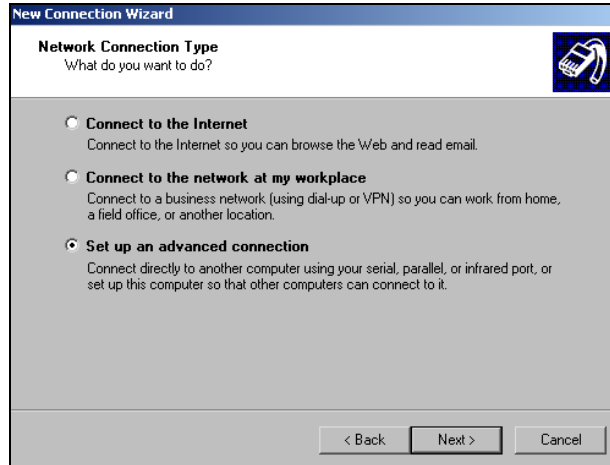 New Connection Wizard
Network Connection Type
What do you want to do?
Connect to the Internet
Connect to the Internet so you can browse the Web and read email.
Connect to the network at my workplace
Connect to a business network (using dial-up or VPN) so you can work from home,
a field office, or another location.
Set up an advanced connection
Connect directly to another computer using your serial, parallel, or infrared port, or
set up this computer so that other computers can connect to it.
< Back
Next >
Cancel